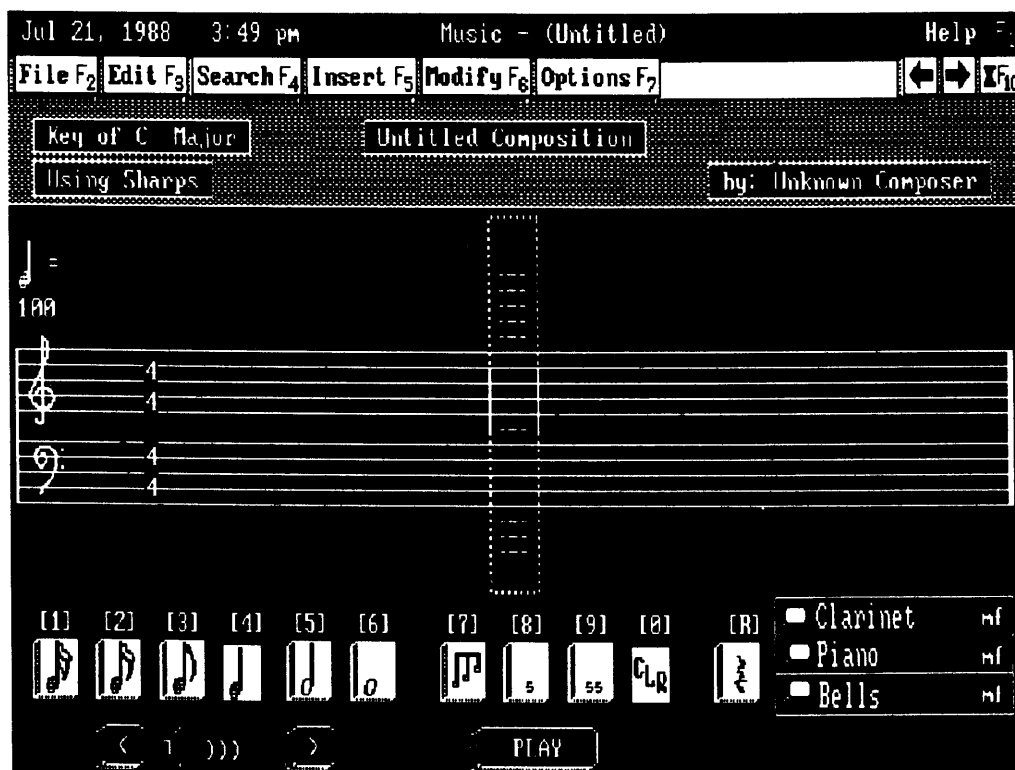 Jul 21, 1988 3:49 pm Music - (Untitled) Help
File F2 Edit F3 Search F4 Insert F5 Modify F6 Options F7 F10
Key of C Major Untitled Composition
Using Sharps by: Unknown Composer
=
100
4
4
4
4
[1] [2] [3] [4] [5] [6] [7] [8] [9] [0] [R]
5 55 CLR
Clarinet mf
Piano mf
Bells mf
< ))) > PLAY